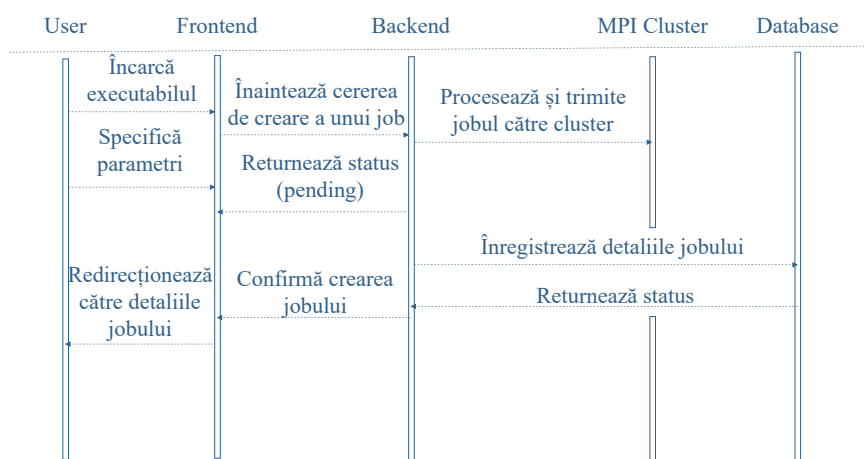 User
Frontend
Backend
MPI Cluster
Database
Încarcă
executabilul
Înaintează cererea
de creare a unui job
Procesează și trimite
jobul către cluster
Specifică
parametri
Returnează status
(pending)
Înregistrează detaliile jobului
Redirecționează
către detaliile
jobului
Confirmă crearea
jobului
Returnează status